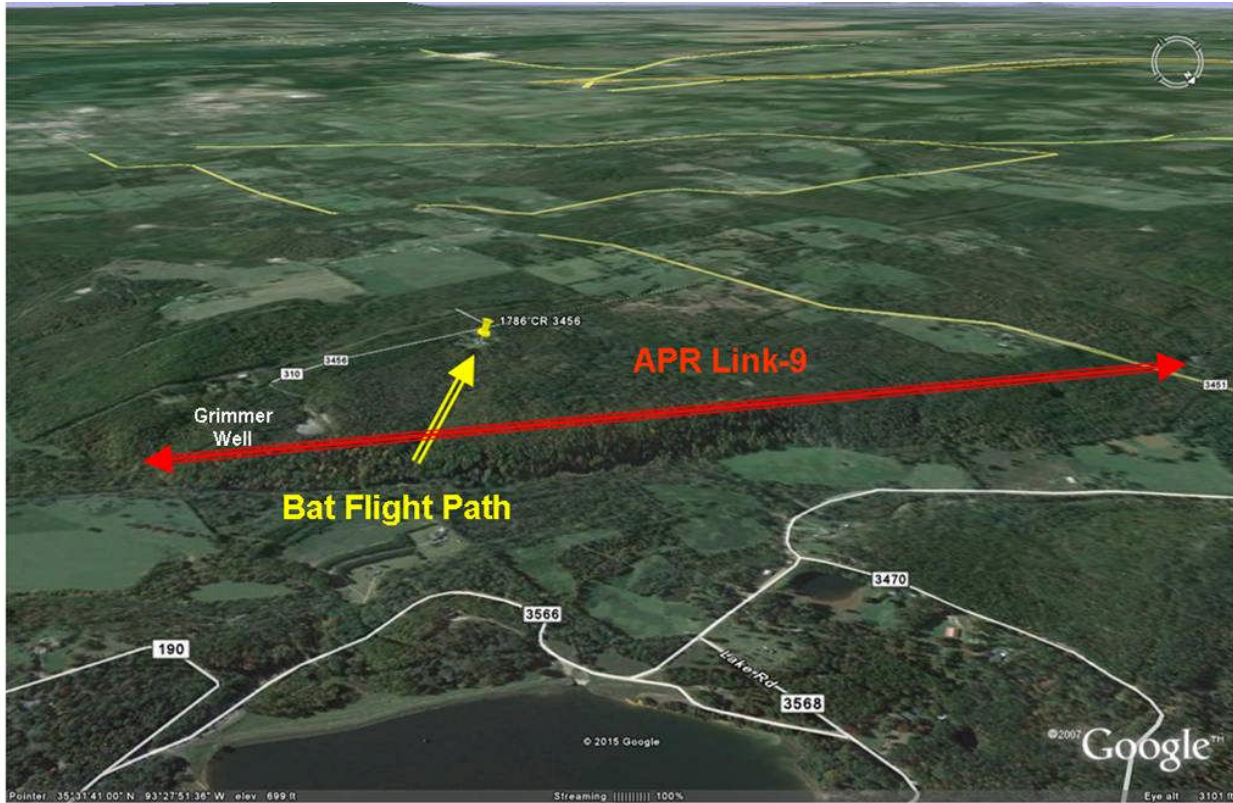 1786'CR 3456
3456
310
APR Link-9
3451
Grimmer
Well
Bat Flight Path
3470
3566
190
Lake Rd
3568
© 2015 Google
©2007 Google™
Pointer 35°31'41.00" N 93°27'51.36" W elev 699 ft Streaming |||||||||| 100% Eye alt 3101 ft